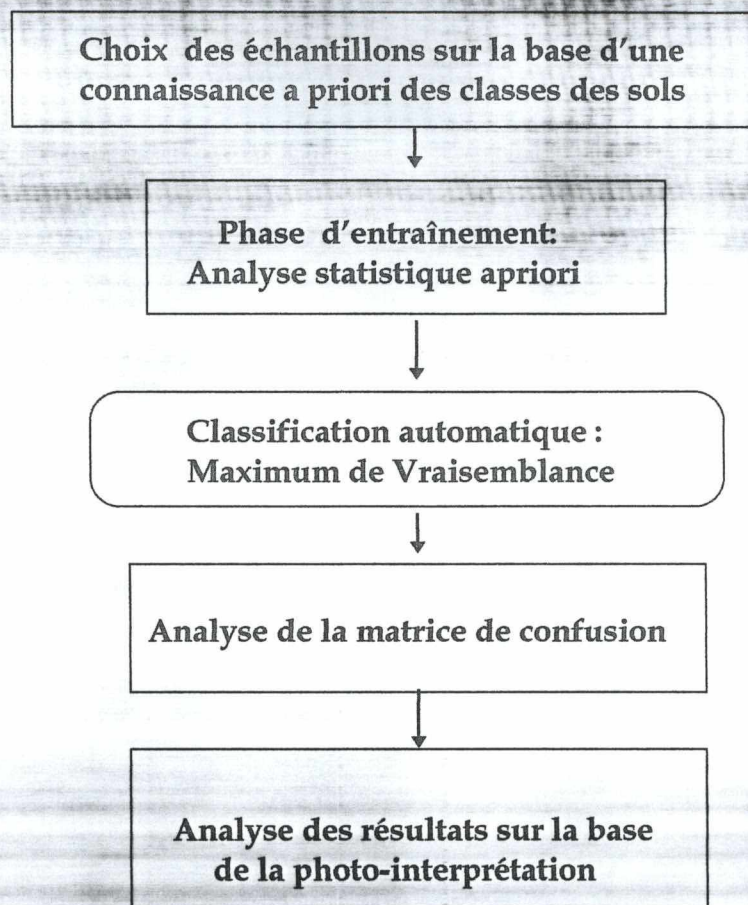 Choix des échantillons sur la base d'une
connaissance a priori des classes des sols
Phase d'entraînement:
Analyse statistique apriori
Classification automatique :
Maximum de Vraisemblance
Analyse de la matrice de confusion
Analyse des résultats sur la base
de la photo-interprétation